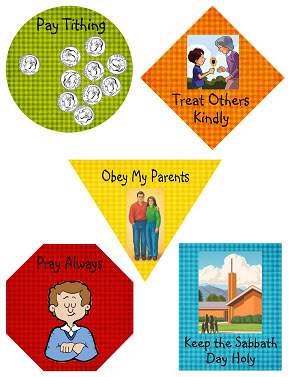 Pay Tithing
Treat Others
Kindly
Obey My Parents
Pray Always
Keep the Sabbath
Day Holy